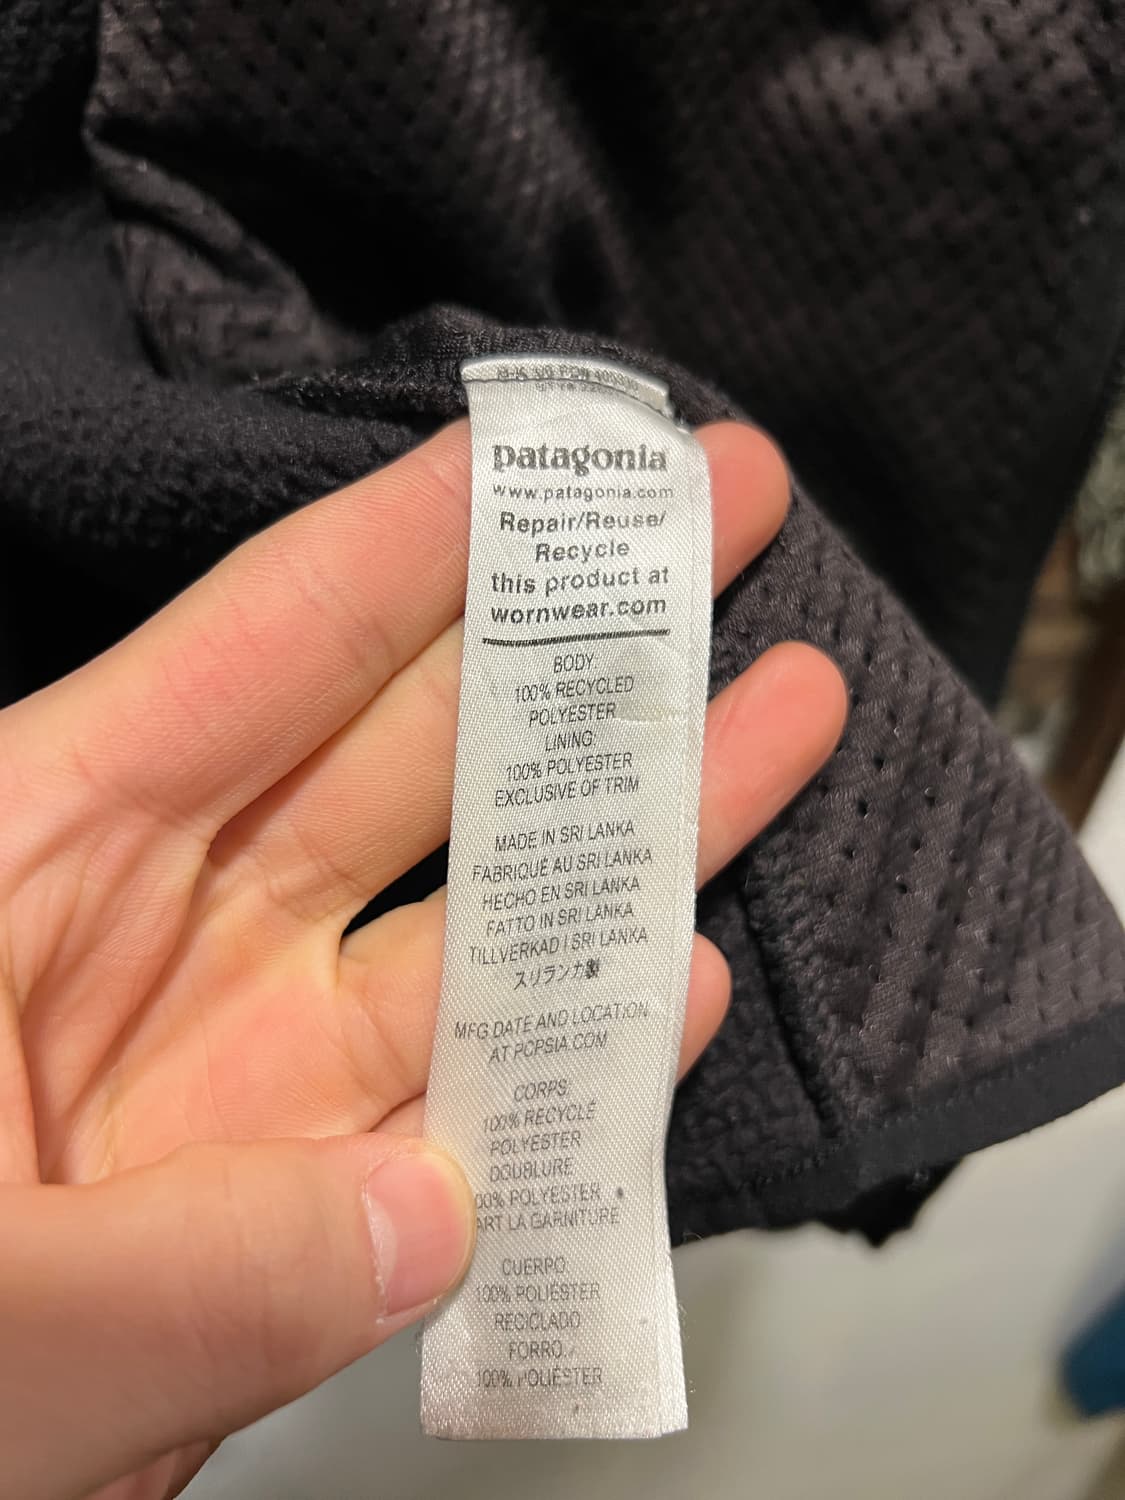 patagonia
www.patagonia.com
Repair/Reuse/
Recycle
this product at
wornwear.com
BODY
100% RECYCLED
POLYESTER
LINING
100% POLYESTER
EXCLUSIVE OF TRIM
MADE IN SRI LANKA
FABRIQUÉ AU SRI LANKA
HECHO EN SRI LANKA
FATTO IN SRI LANKA
TILLVERKAD I SRI LANKA
スリランカ製
MFG DATE AND LOCATION
AT PCPSIA.COM
CORPS
100% RECYCLÉ
POLYESTER
DOUBLURE
00% POLYESTER
ART LA GARNITURE
CUERPO
100% POLIÉSTER
RECICLADO
FORRO
100% POLIÉSTER